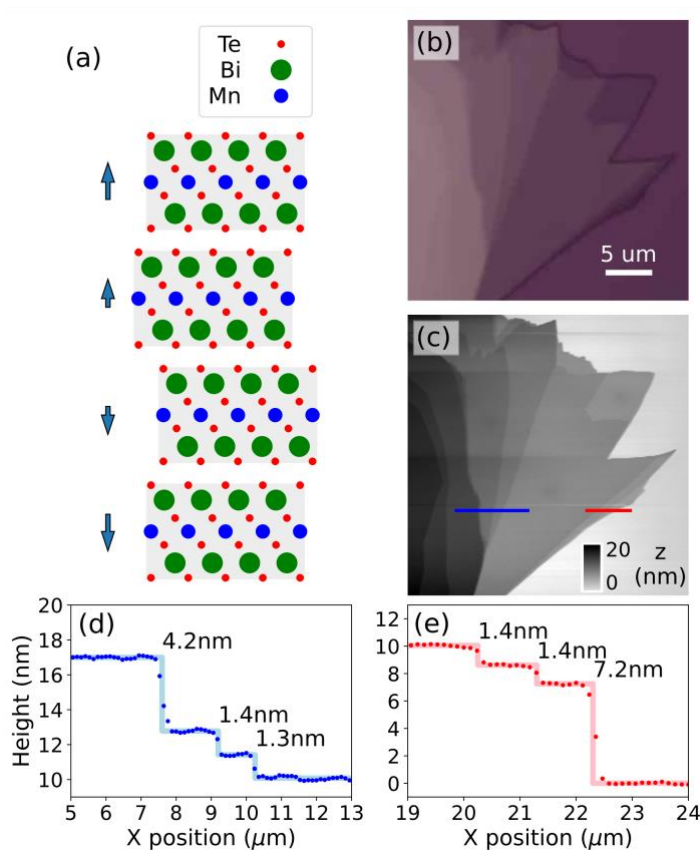 (a)
Te
Bi
Mn
(b)
5 um
(c)
20
0
z
(nm)
(d)
20
18
16
14
12
10
Height (nm)
4.2nm
1.4nm
1.3nm
5 6 7 8 9 10 11 12 13
X position (μm)
(e)
10
8
6
4
2
0
1.4nm
1.4nm
7.2nm
19 20 21 22 23 24
X position (μm)